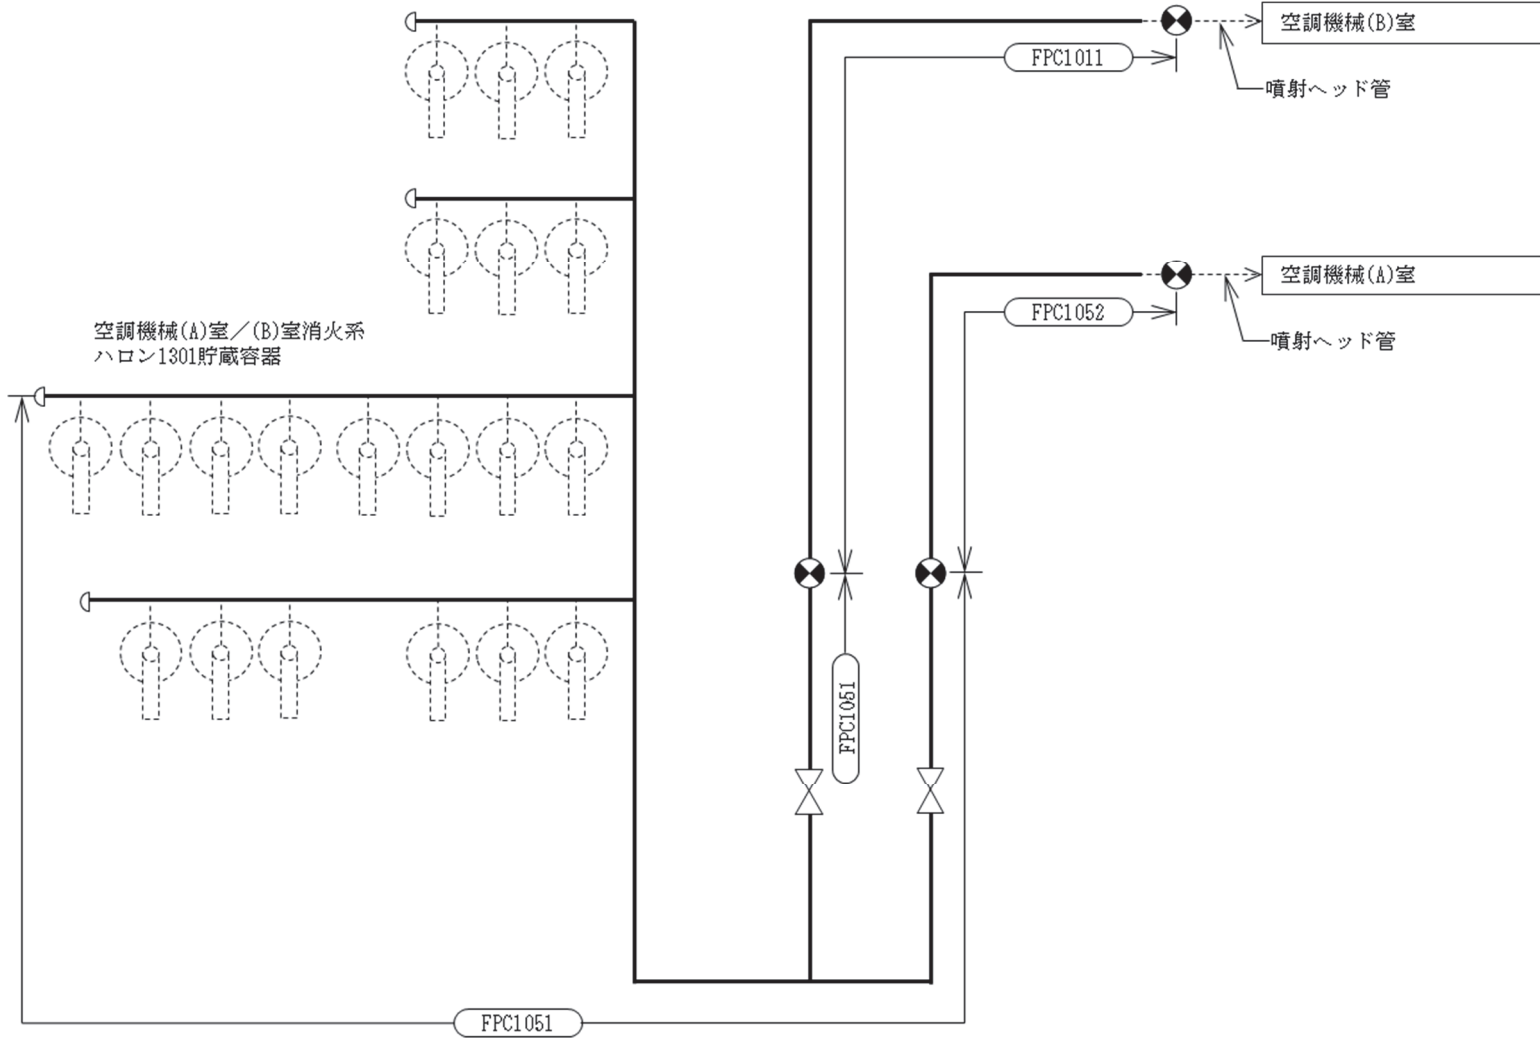 空調機械(B)室
FPC1011
噴射ヘッド管
空調機械(A)室
FPC1052
噴射ヘッド管
空調機械(A)室／(B)室消火系
ハロン1301貯蔵容器
FPC1051
FPC1051